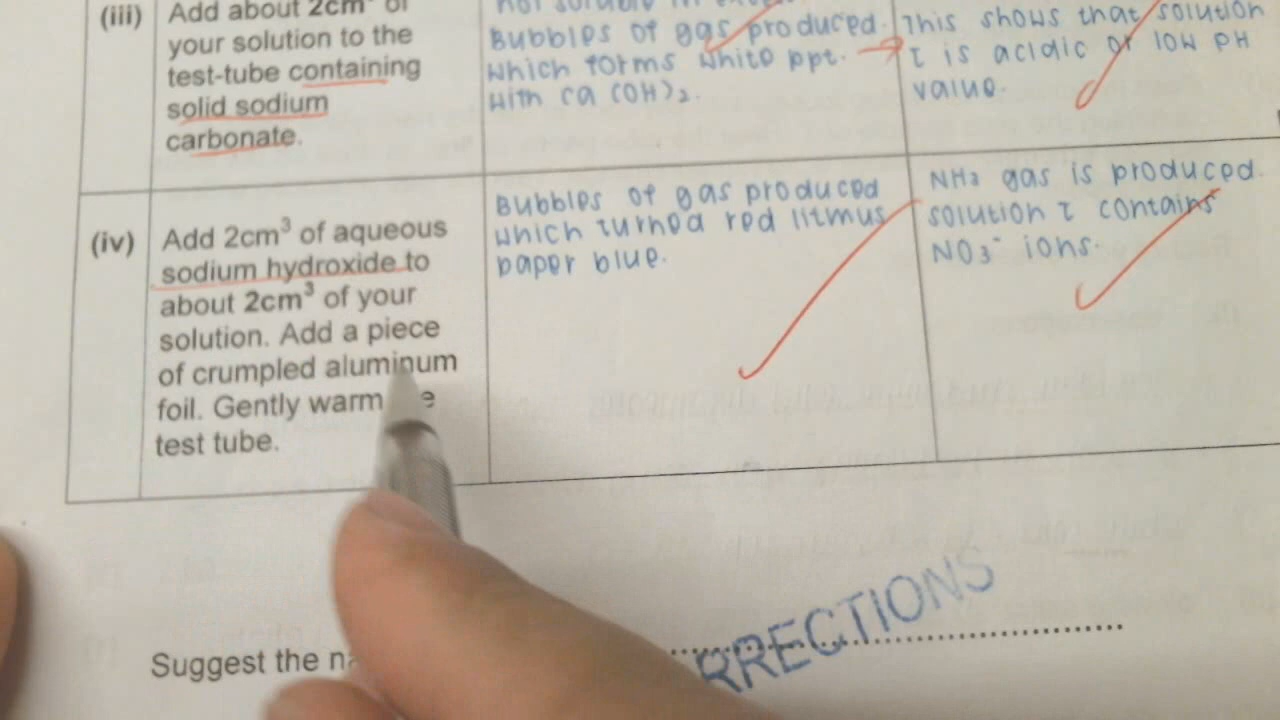 (iii) Add about 2cm³ of
your solution to the
test-tube containing
solid sodium
carbonate.
Bubbles of gas produced
which forms white ppt.
with Ca(OH)₂.
This shows that solution
T is acidic or low pH
value.
(iv) Add 2cm³ of aqueous
sodium hydroxide to
about 2cm³ of your
solution. Add a piece
of crumpled aluminum
foil. Gently warm
test tube.
Bubbles of gas produced
which turned red litmus
paper blue.
NH₃ gas is produced.
solution T contains
NO₃⁻ ions.
Suggest the
RRECTIONS